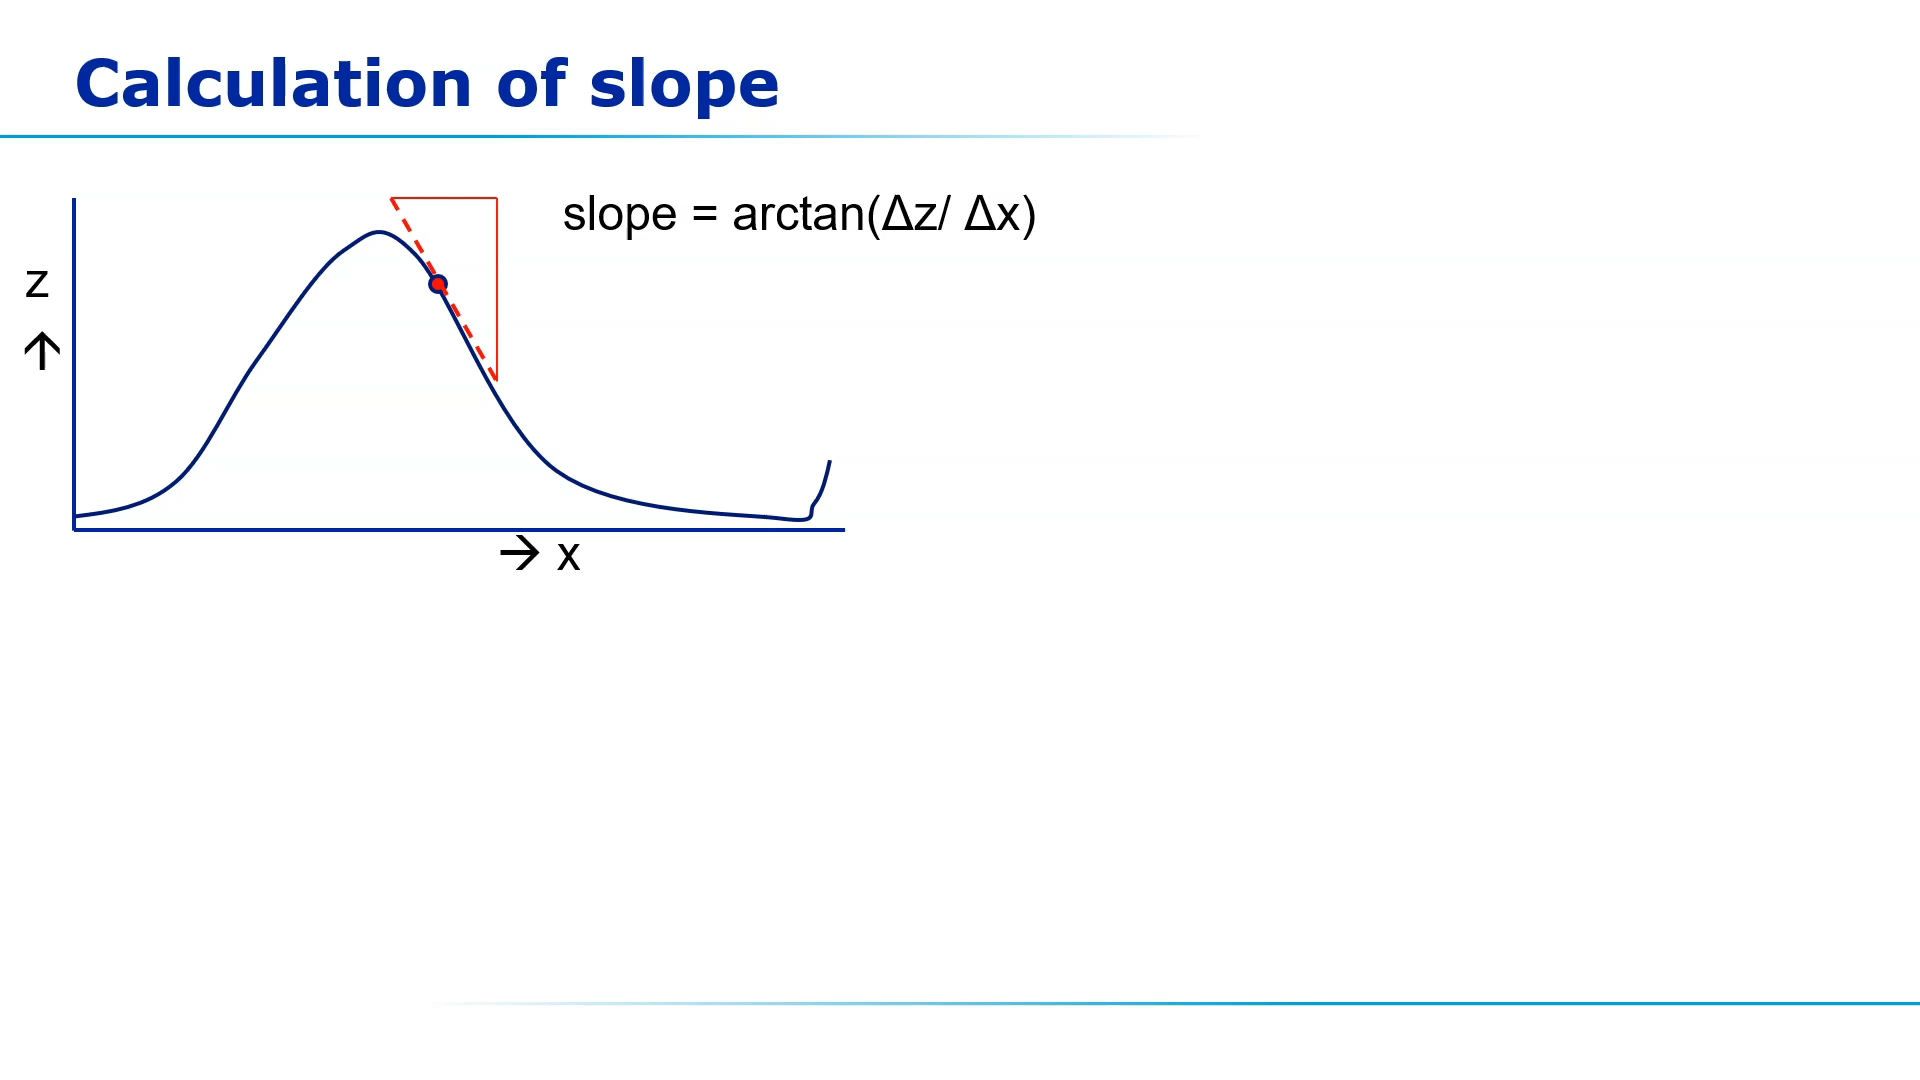 Calculation of slope
slope = arctan(Δz/ Δx)
z
↑
→ x